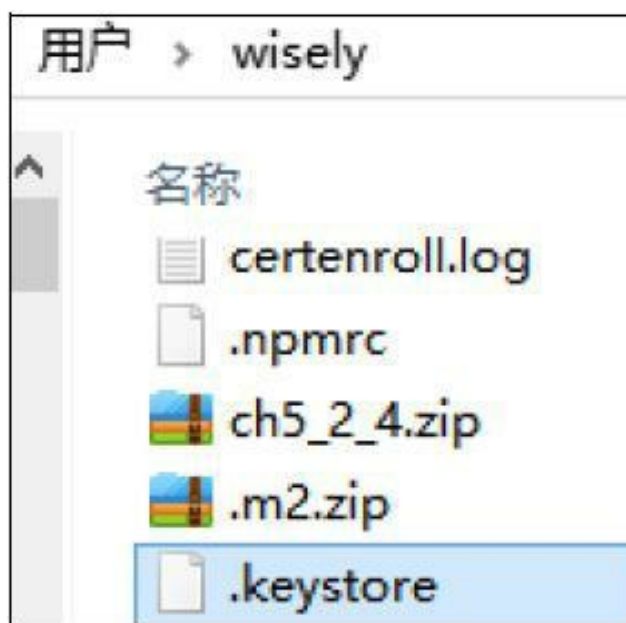 用户 > wisely
名称
certenroll.log
.npmrc
ch5_2_4.zip
.m2.zip
.keystore